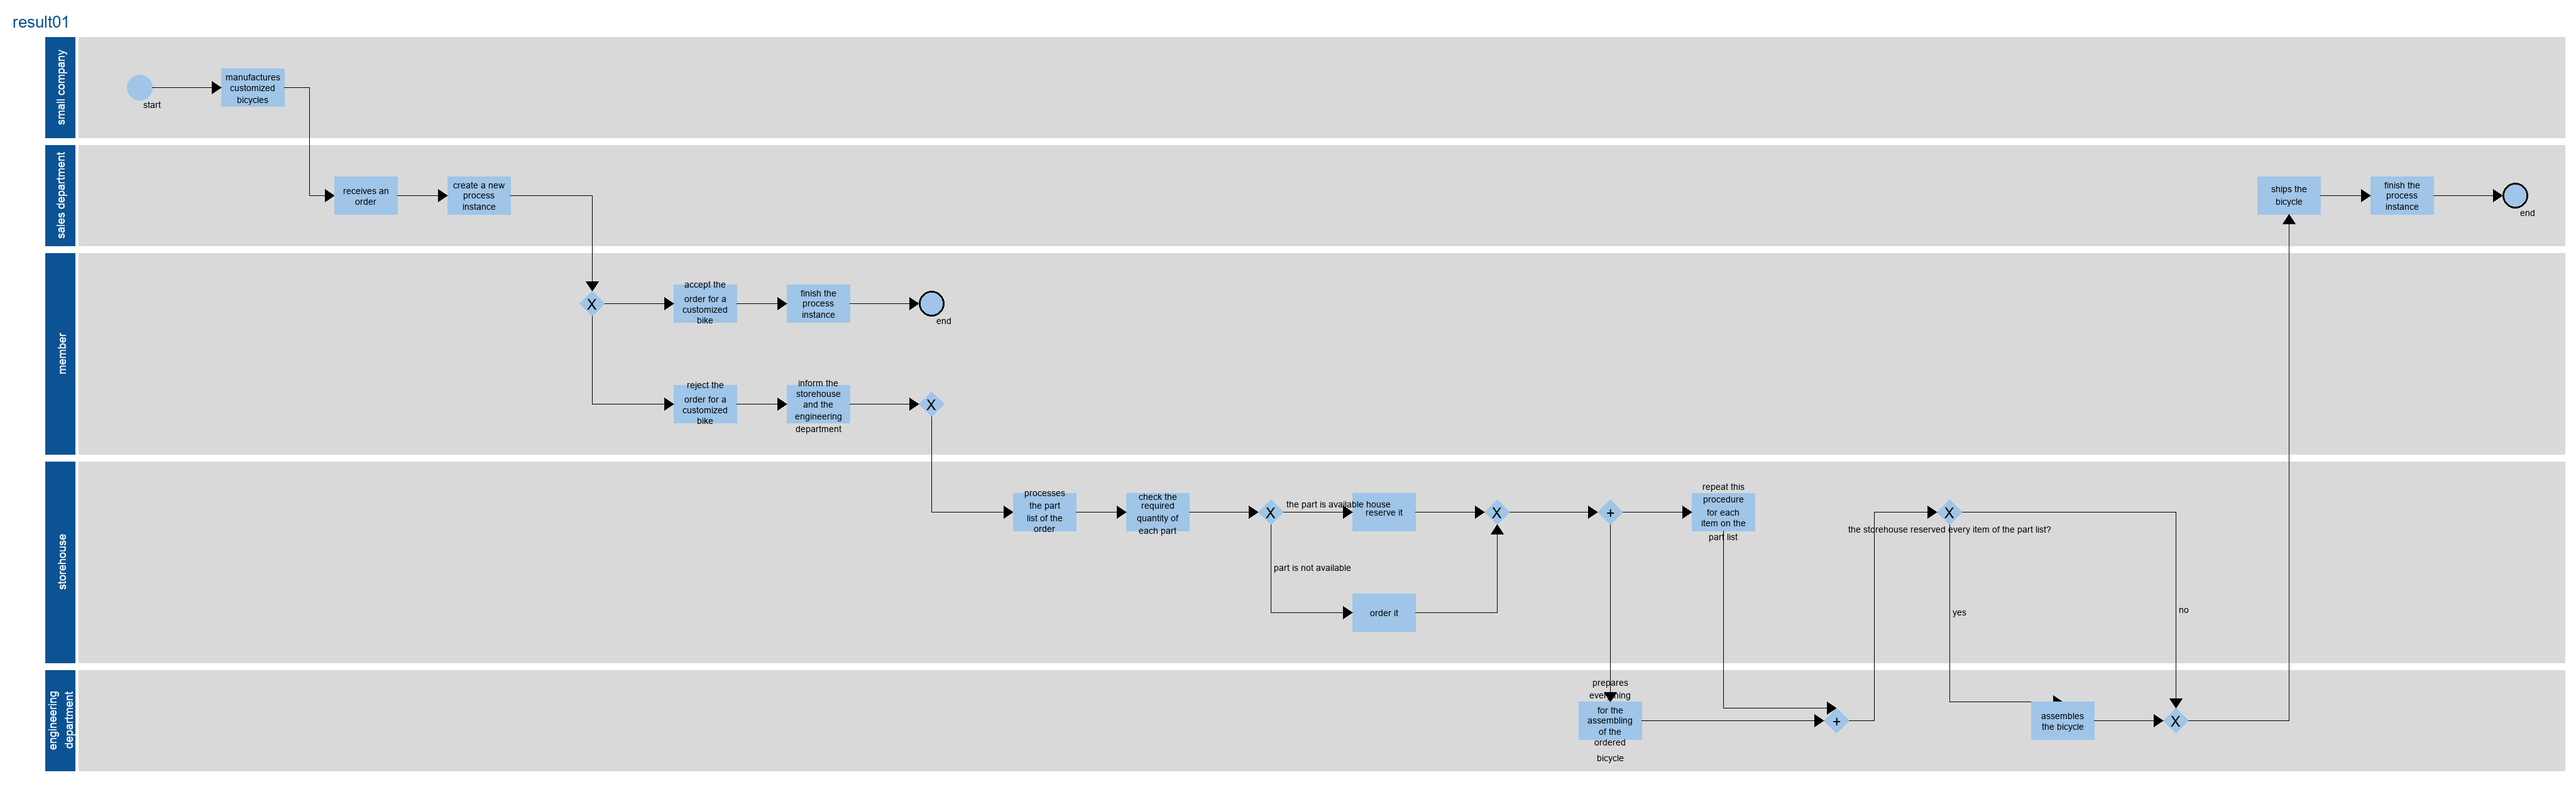 result01
small company
start
manufactures
customized
bicycles
sales department
receives an
order
create a new
process
instance
ships the
bicycle
finish the
process
instance
end
member
X
accept the
order for a
customized
bike
finish the
process
instance
end
reject the
order for a
customized
bike
inform the
storehouse
and the
engineering
department
X
storehouse
processes
the part
list of the
order
check the
required
quantity of
each part
X
the part is available house
reserve it
part is not available
order it
X
+
repeat this
procedure
for each
item on the
part list
X
the storehouse reserved every item of the part list?
yes
no
engineering
department
prepares
everything
for the
assembling
of the
ordered
bicycle
+
assembles
the bicycle
X